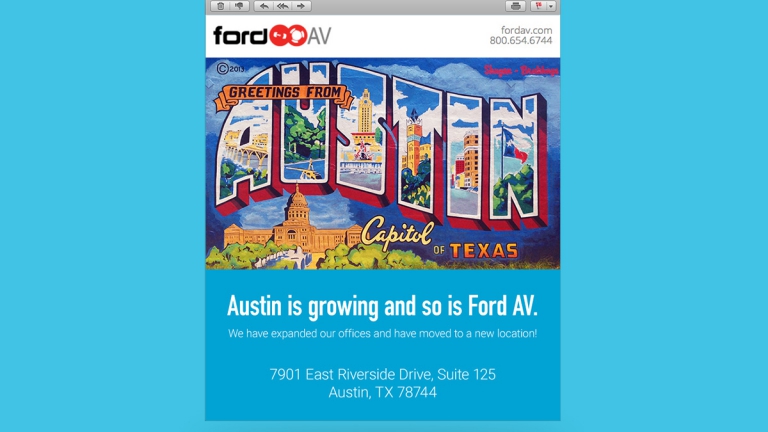 ford AV
fordav.com
800.654.6744
©2013
GREETINGS FROM
AUSTIN
Capitol
OF TEXAS
Austin is growing and so is Ford AV.
We have expanded our offices and have moved to a new location!
7901 East Riverside Drive, Suite 125
Austin, TX 78744